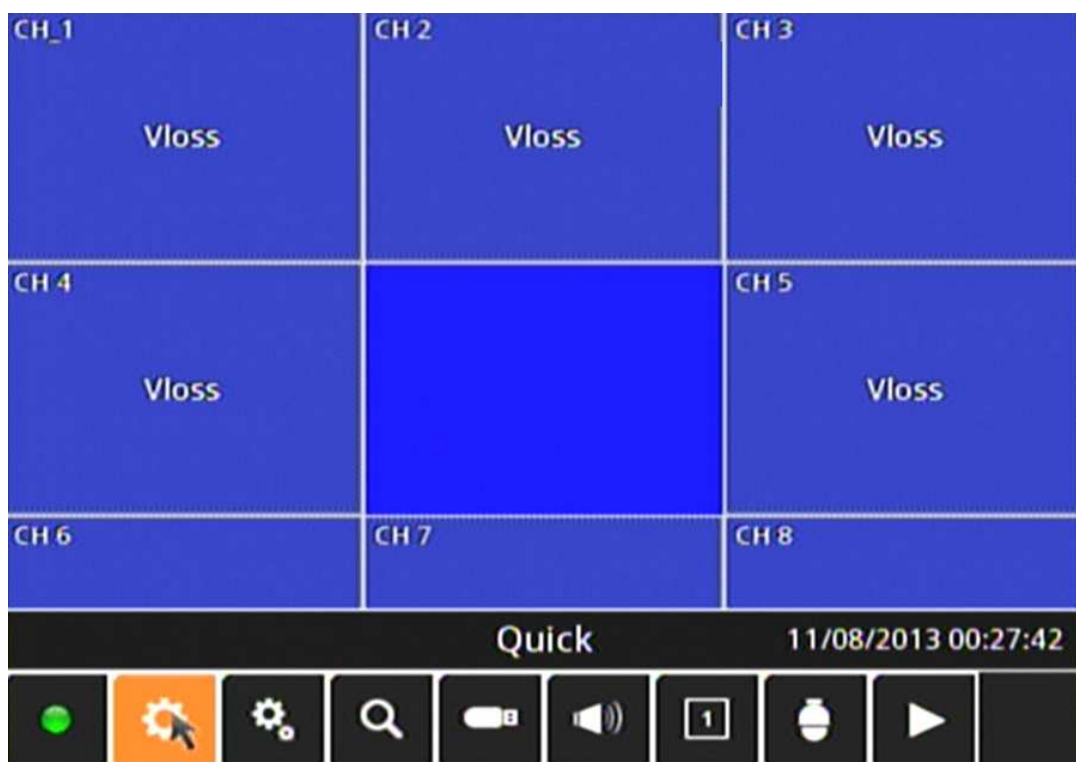 CH_1 CH 2 CH 3
Vloss Vloss Vloss
CH 4 CH 5
Vloss Vloss
CH 6 CH 7 CH 8
Quick 11/08/2013 00:27:42
1